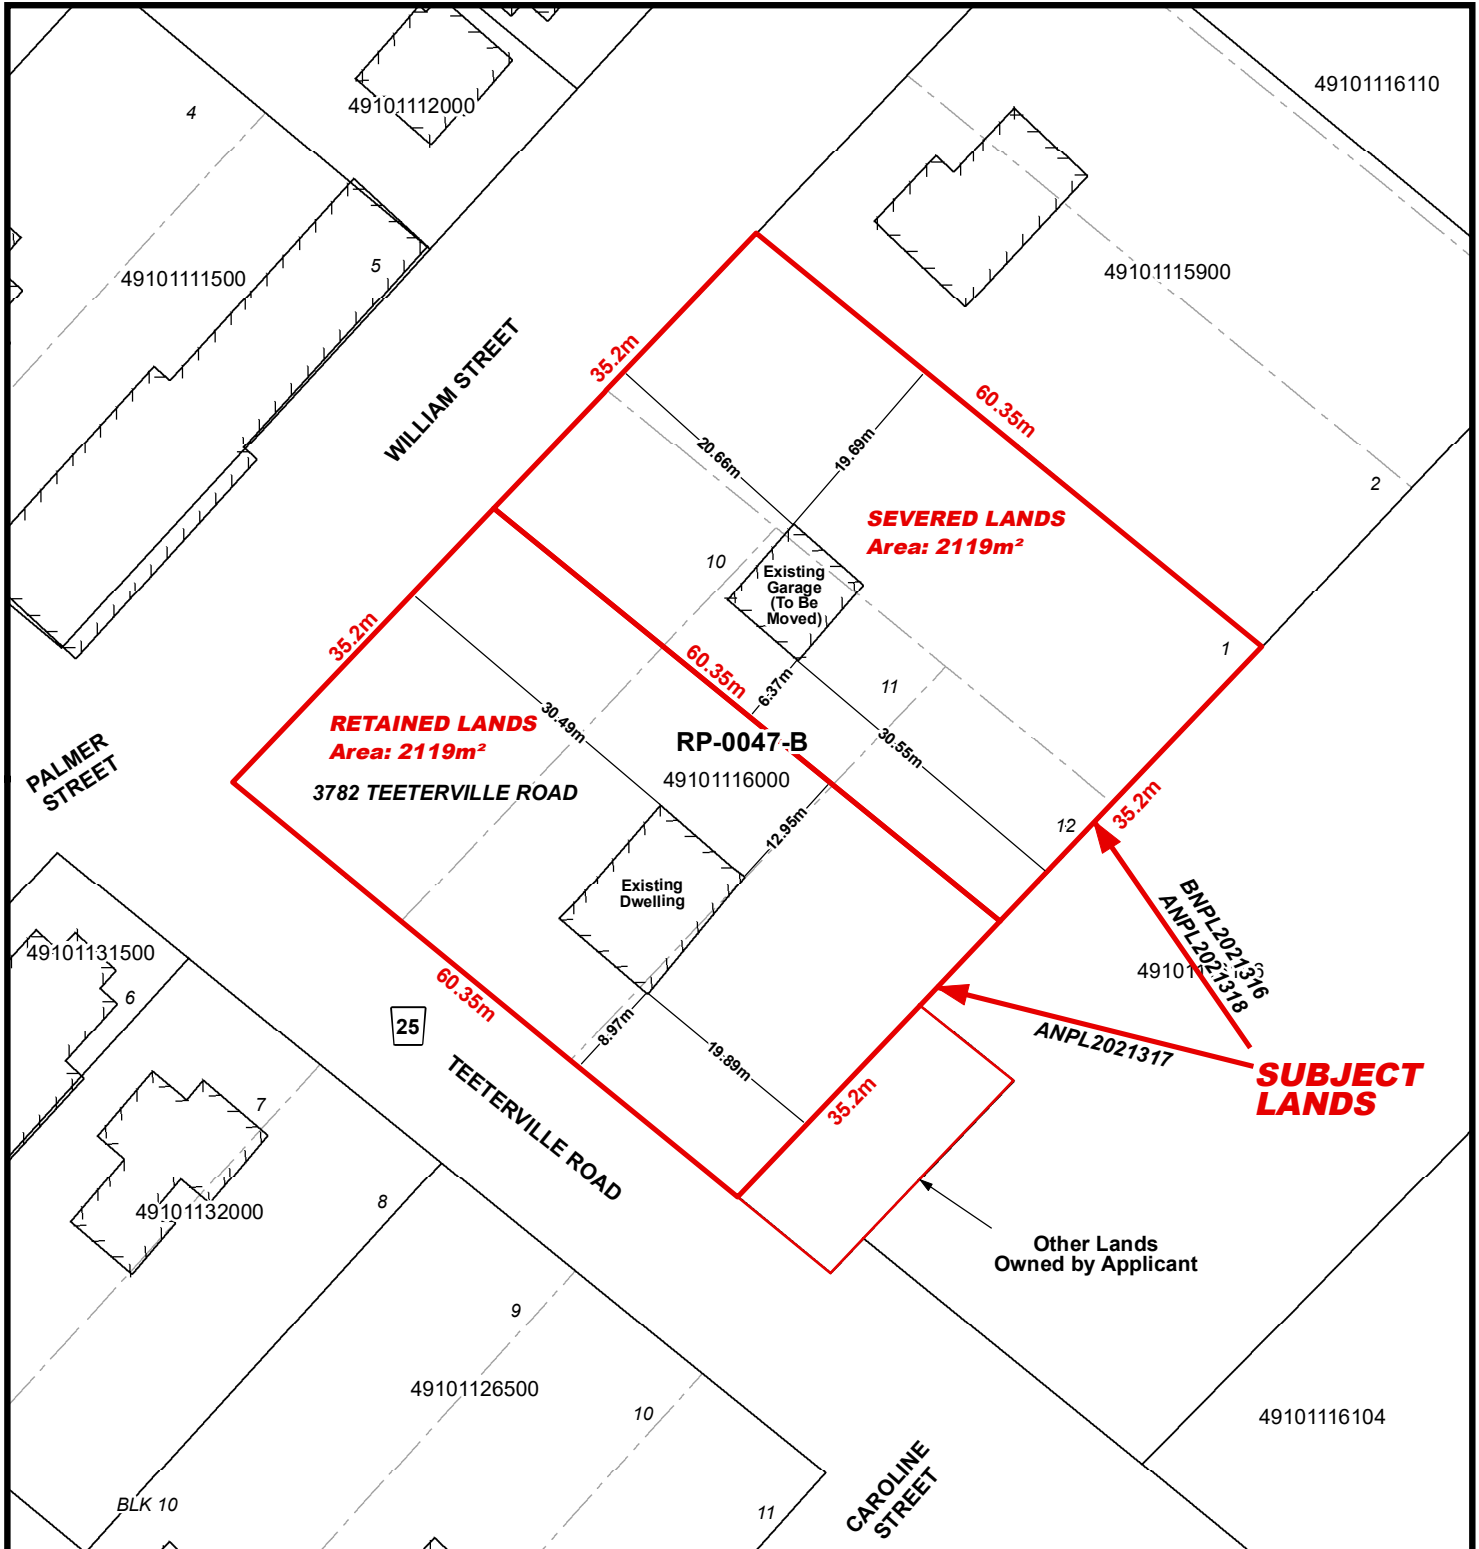 49101116110
4
49101112000
49101111500
5
49101115900
WILLIAM STREET
35.2m
60.35m
20.66m
19.69m
2
SEVERED LANDS
Area: 2119m²
10
Existing
Garage
(To Be
Moved)
1
35.2m
60.35m
6.37m
11
30.49m
30.55m
RETAINED LANDS
Area: 2119m²
RP-0047-B
49101116000
3782 TEETERVILLE ROAD
PALMER
STREET
12.95m
12
35.2m
Existing
Dwelling
BNPL2021316
ANPL2021318
49101131500
6
60.35m
25
8.97m
19.89m
ANPL2021317
SUBJECT
LANDS
35.2m
TEETERVILLE ROAD
7
49101132000
8
Other Lands
Owned by Applicant
9
49101126500
10
49101116104
CAROLINE
STREET
BLK 10
11